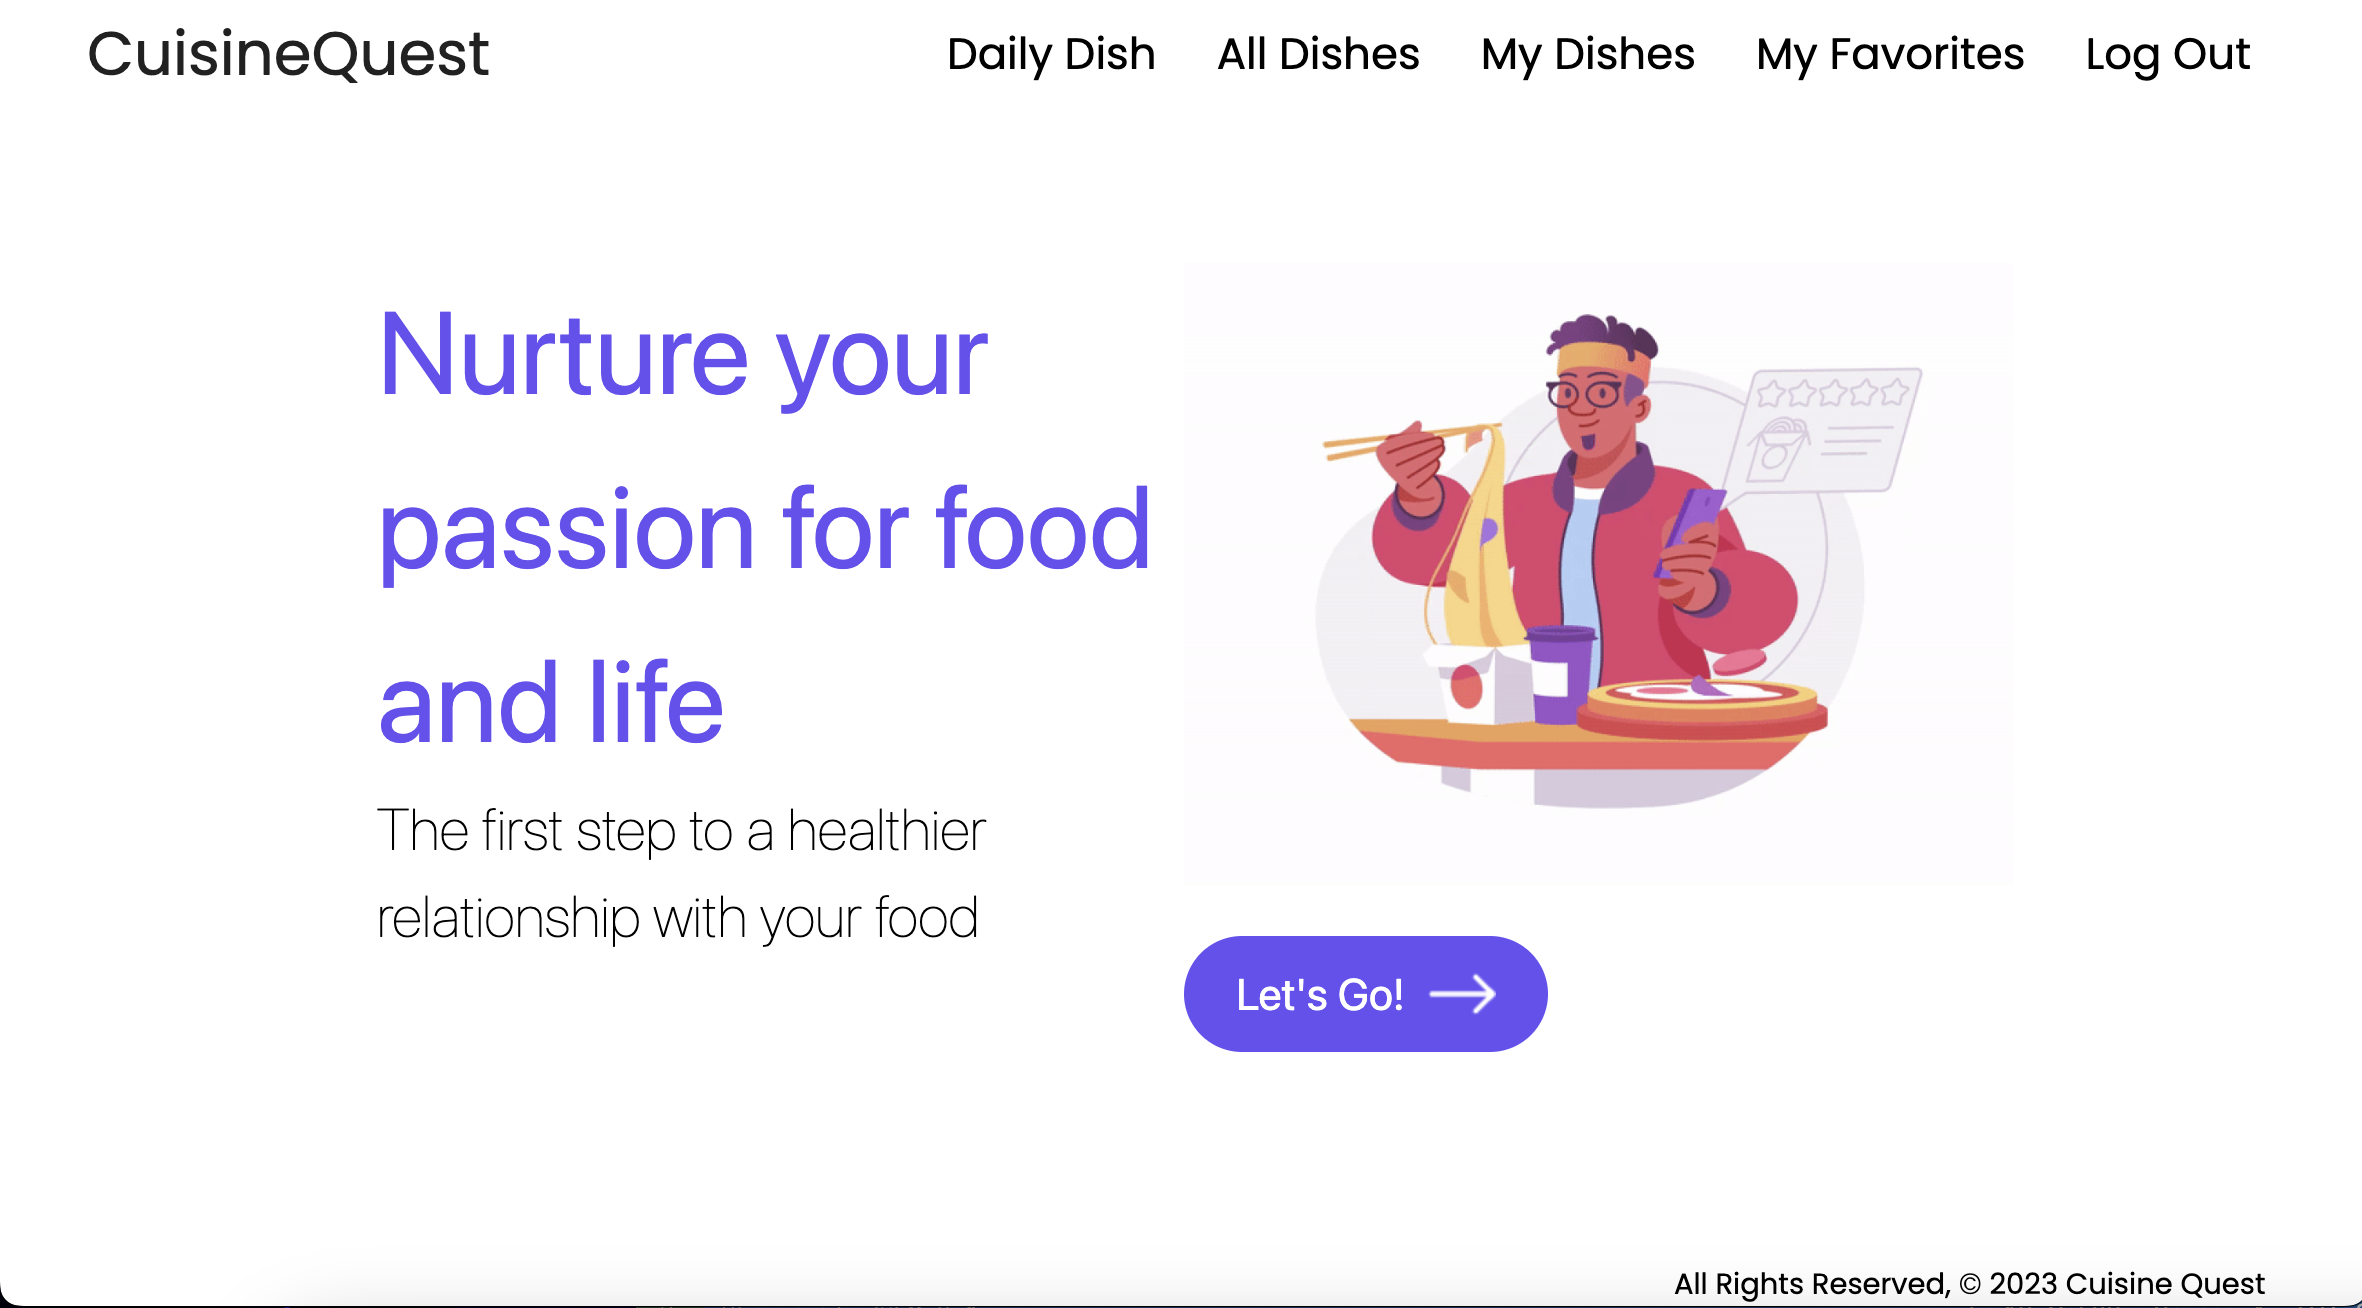 CuisineQuest
Daily Dish All Dishes My Dishes My Favorites Log Out
Nurture your
passion for food
and life
The first step to a healthier
relationship with your food
Let's Go!
All Rights Reserved, © 2023 Cuisine Quest